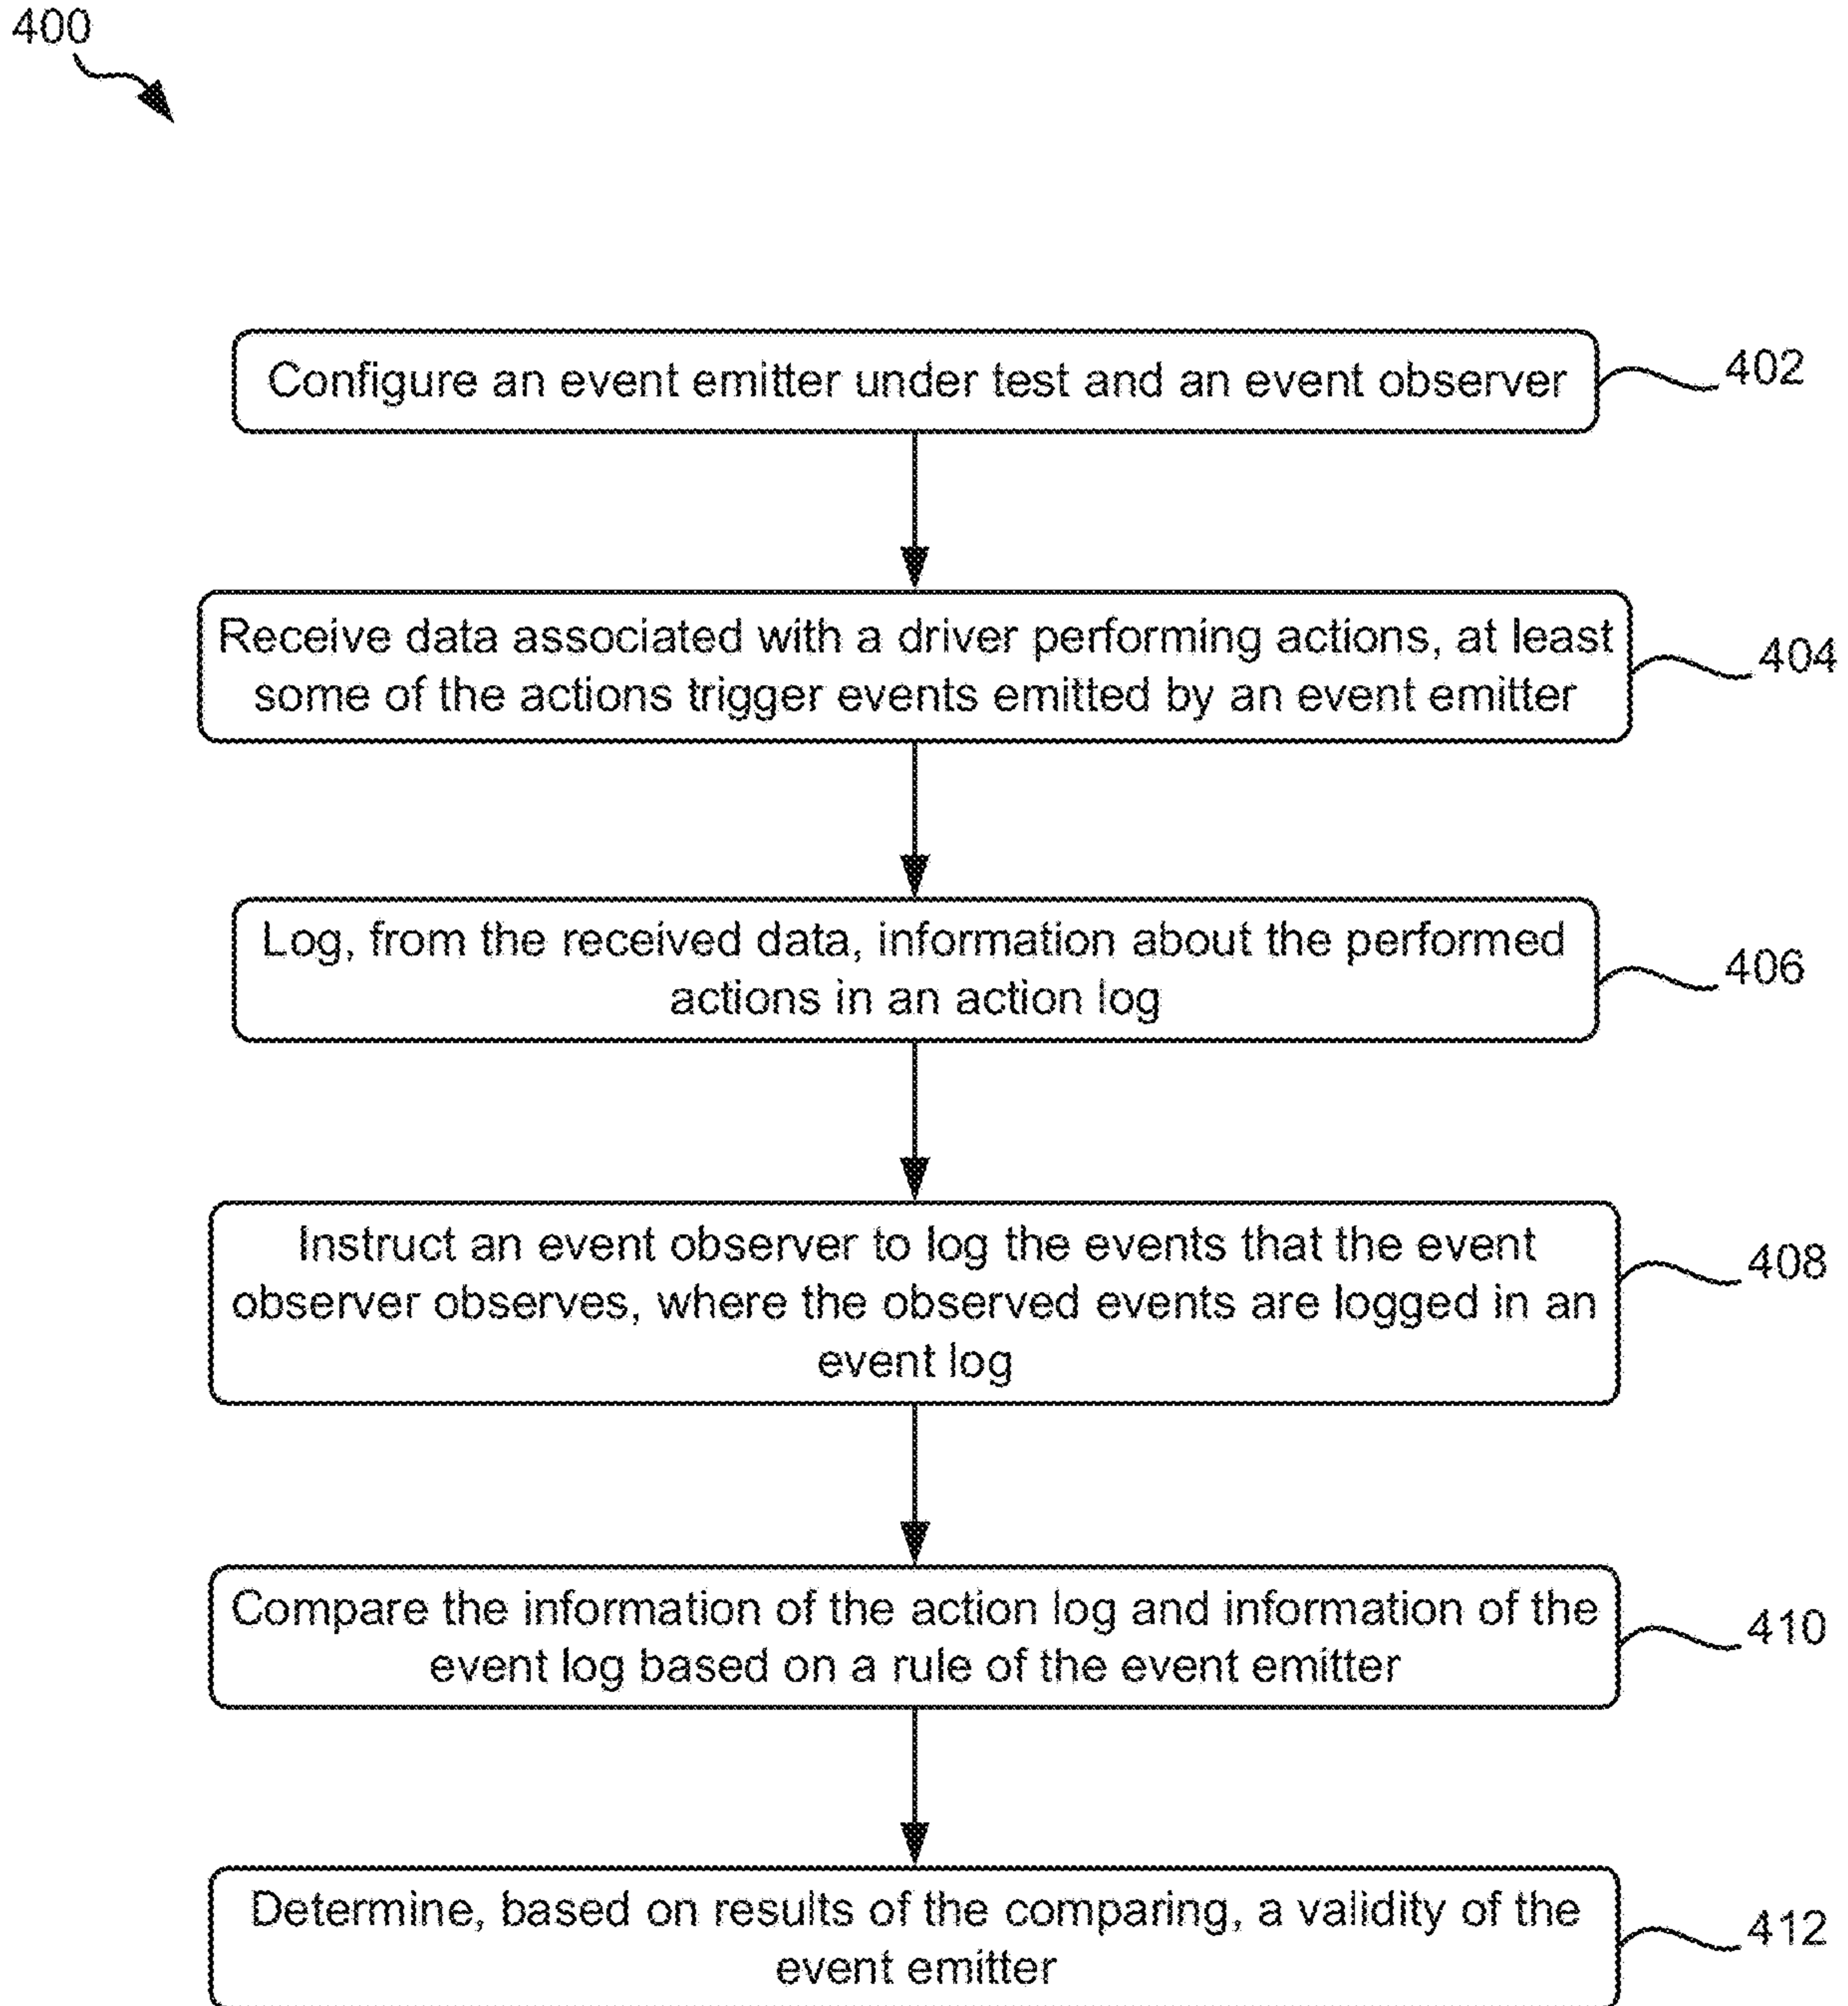 400
Configure an event emitter under test and an event observer
402
Receive data associated with a driver performing actions, at least
some of the actions trigger events emitted by an event emitter
404
Log, from the received data, information about the performed
actions in an action log
406
Instruct an event observer to log the events that the event
observer observes, where the observed events are logged in an
event log
408
Compare the information of the action log and information of the
event log based on a rule of the event emitter
410
Determine, based on results of the comparing, a validity of the
event emitter
412